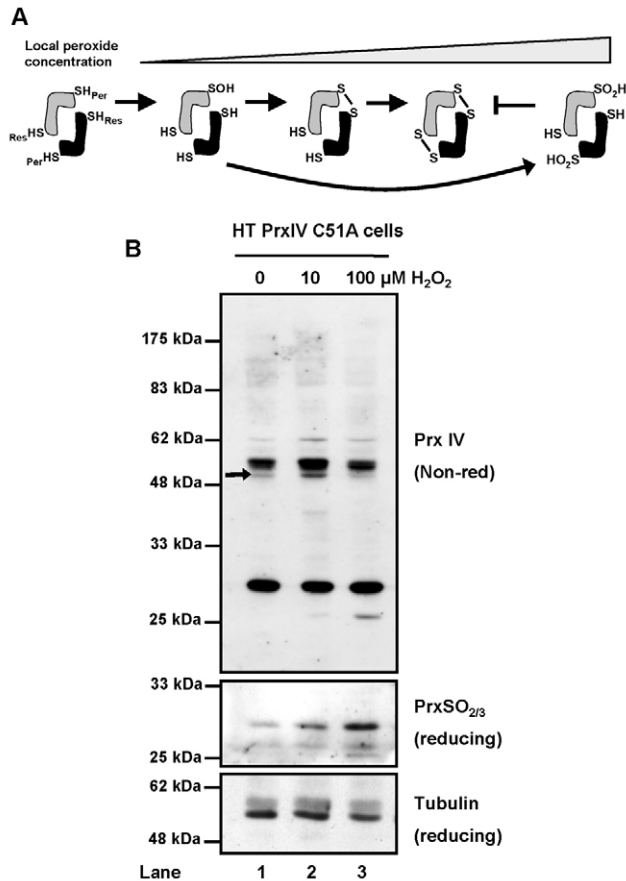 A
Local peroxide
concentration
SHPer
SHRes
ResHS
PerHS
SOH
SH
HS
HS
S
S
HS
HS
S
S
S
S
SO2H
SH
HS
HO2S
B
HT PrxIV C51A cells
0 10 100 µM H2O2
175 kDa
83 kDa
62 kDa
48 kDa
33 kDa
25 kDa
Prx IV
(Non-red)
33 kDa
25 kDa
PrxSO2/3
(reducing)
62 kDa
48 kDa
Tubulin
(reducing)
Lane 1 2 3